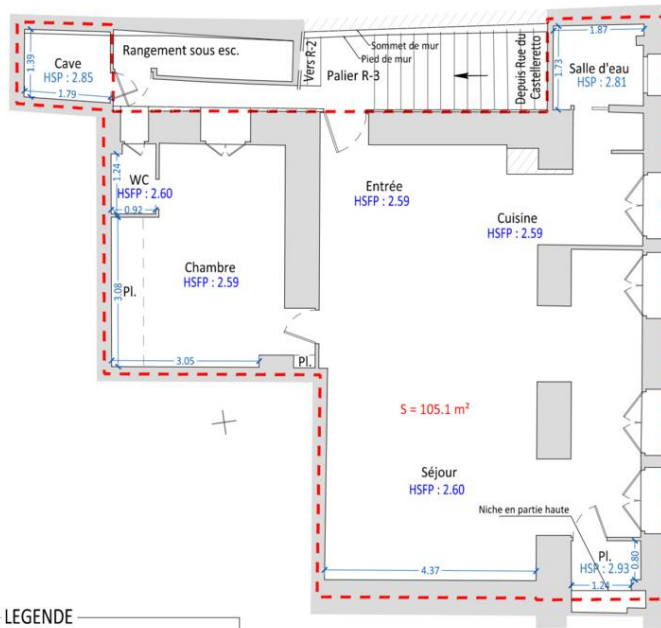 1.87
1.39
Cave
HSP : 2.85
1.79
Rangement sous esc.
Vers R-2
Sommet de mur
Pied de mur
Palier R-3
Depuis Rue du
Castelleretto
1.73
Salle d'eau
HSP : 2.81
1.24
WC
HSFP : 2.60
0.92
Entrée
HSFP : 2.59
Cuisine
HSFP : 2.59
Chambre
HSFP : 2.59
3.08
Pl.
3.05
Pl.
S = 105.1 m²
Séjour
HSFP : 2.60
Niche en partie haute
Pl.
HSP : 2.93
0.80
4.37
1.24
LEGENDE